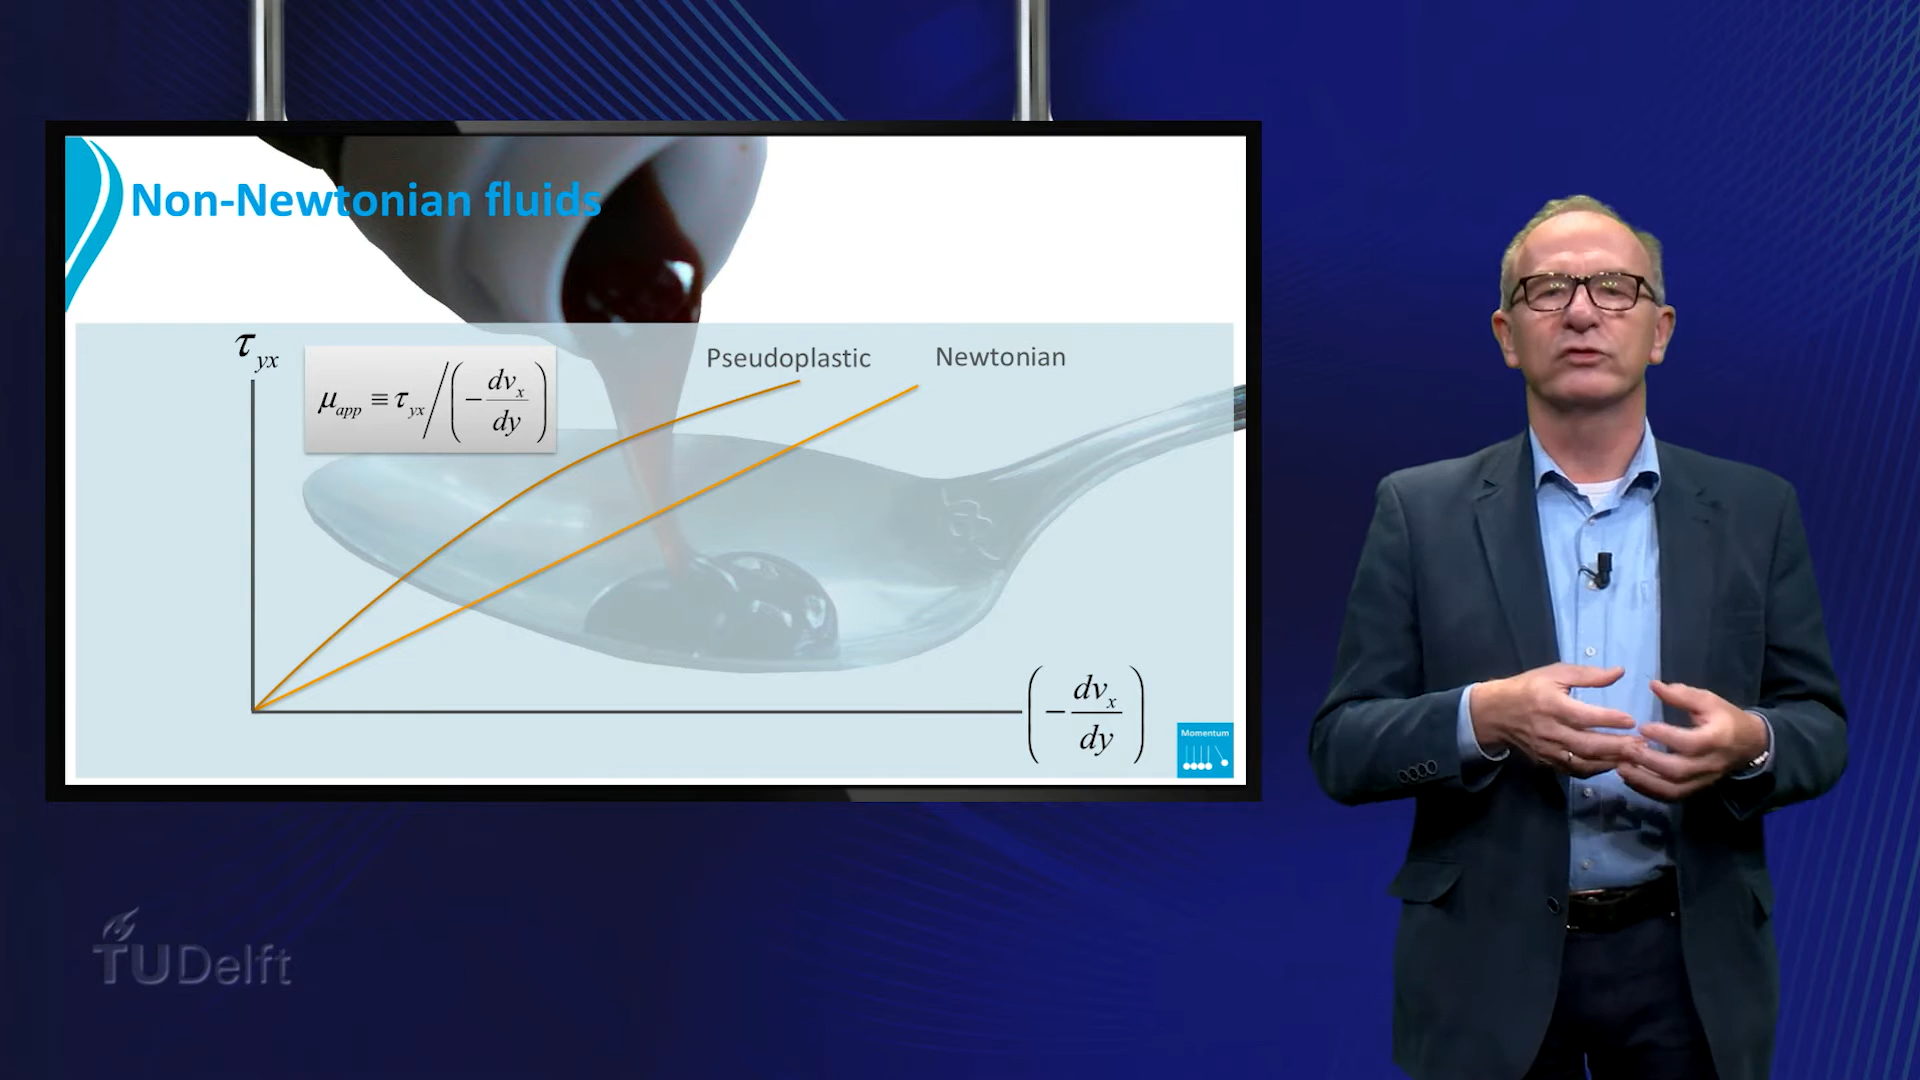 Non-Newtonian fluids
τyx
μapp ≡ τyx/(−dvx/dy)
Pseudoplastic
Newtonian
(−dvx/dy)
Momentum
TUDelft